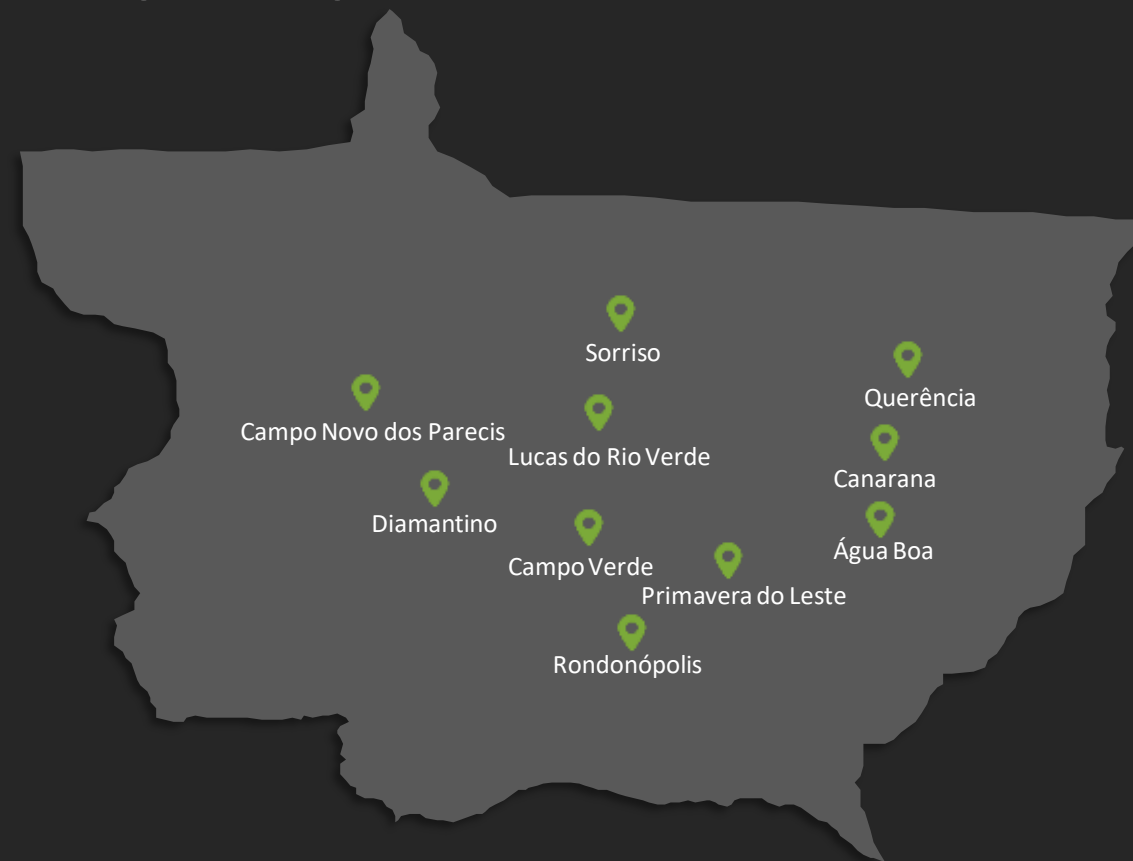 Sorriso
Querência
Campo Novo dos Parecis
Lucas do Rio Verde
Canarana
Diamantino
Água Boa
Campo Verde
Primavera do Leste
Rondonópolis